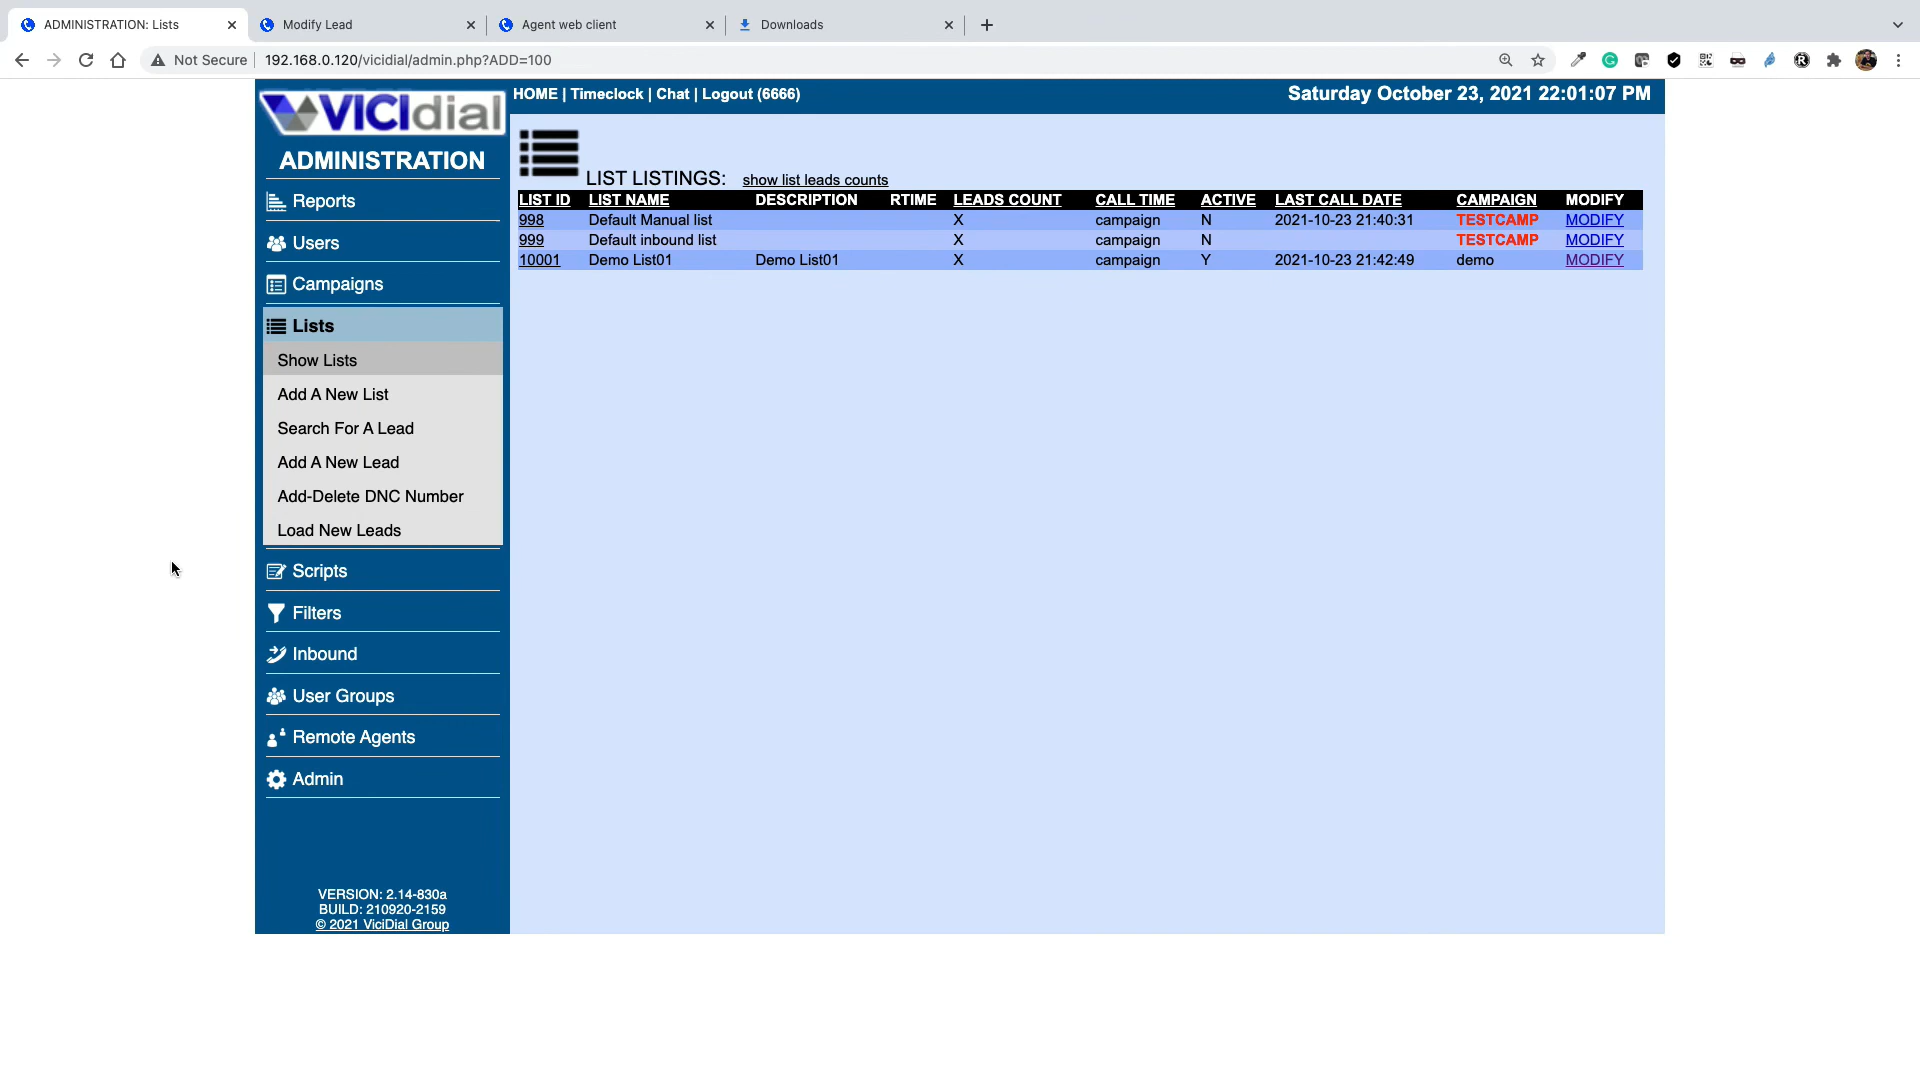 ADMINISTRATION: Lists
Modify Lead
Agent web client
Downloads
Not Secure
192.168.0.120/vicidial/admin.php?ADD=100
VICIdial
HOME | Timeclock | Chat | Logout (6666)
Saturday October 23, 2021 22:01:07 PM
ADMINISTRATION
Reports
Users
Campaigns
Lists
Show Lists
Add A New List
Search For A Lead
Add A New Lead
Add-Delete DNC Number
Load New Leads
Scripts
Filters
Inbound
User Groups
Remote Agents
Admin
VERSION: 2.14-830a
BUILD: 210920-2159
© 2021 ViciDial Group
LIST LISTINGS: show list leads counts
LIST ID LIST NAME DESCRIPTION RTIME LEADS COUNT CALL TIME ACTIVE LAST CALL DATE CAMPAIGN MODIFY
998 Default Manual list X campaign N 2021-10-23 21:40:31 TESTCAMP MODIFY
999 Default inbound list X campaign N TESTCAMP MODIFY
10001 Demo List01 Demo List01 X campaign Y 2021-10-23 21:42:49 demo MODIFY